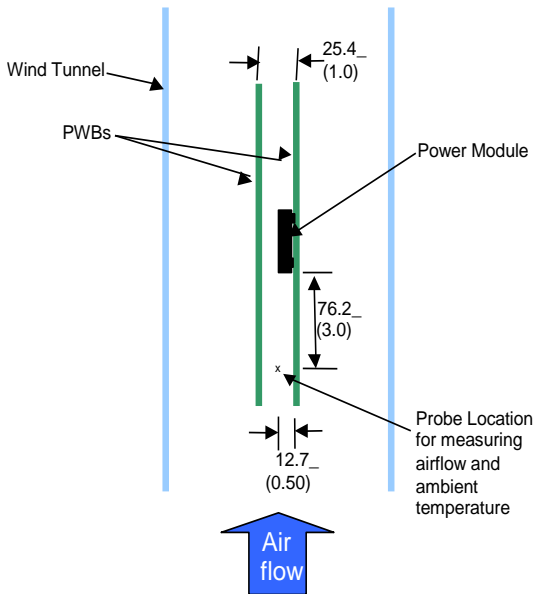 25.4_
(1.0)
Wind Tunnel
PWBs
Power Module
76.2_
(3.0)
x
Probe Location
for measuring
airflow and
ambient
temperature
12.7_
(0.50)
Air
flow